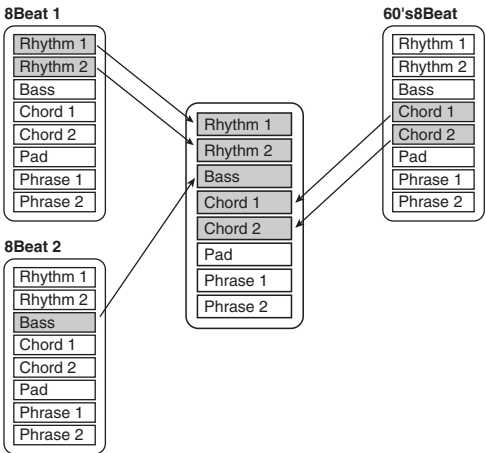 8Beat 1
Rhythm 1
Rhythm 2
Bass
Chord 1
Chord 2
Pad
Phrase 1
Phrase 2
8Beat 2
Rhythm 1
Rhythm 2
Bass
Chord 1
Chord 2
Pad
Phrase 1
Phrase 2
Rhythm 1
Rhythm 2
Bass
Chord 1
Chord 2
Pad
Phrase 1
Phrase 2
60's8Beat
Rhythm 1
Rhythm 2
Bass
Chord 1
Chord 2
Pad
Phrase 1
Phrase 2